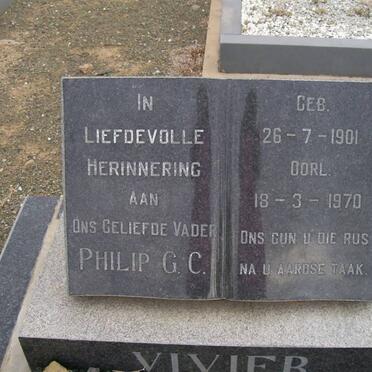 IN
LIEFDEVOLLE
HERINNERING
AAN
ONS GELIEFDE VADER
PHILIP G. C.
GEB.
26-7-1901
OORL.
18-3-1970
ONS GUN U DIE RUS
NA U AARDSE TAAK.
VIVIER